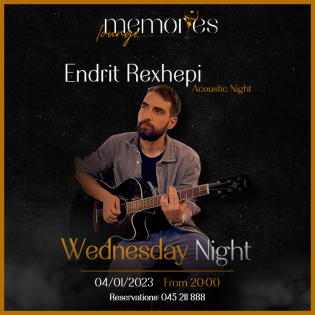 memories
lounge
Endrit Rexhepi
Acoustic Night
Wednesday Night
04/01/2023 From 20:00
Reservations: 045 211 888